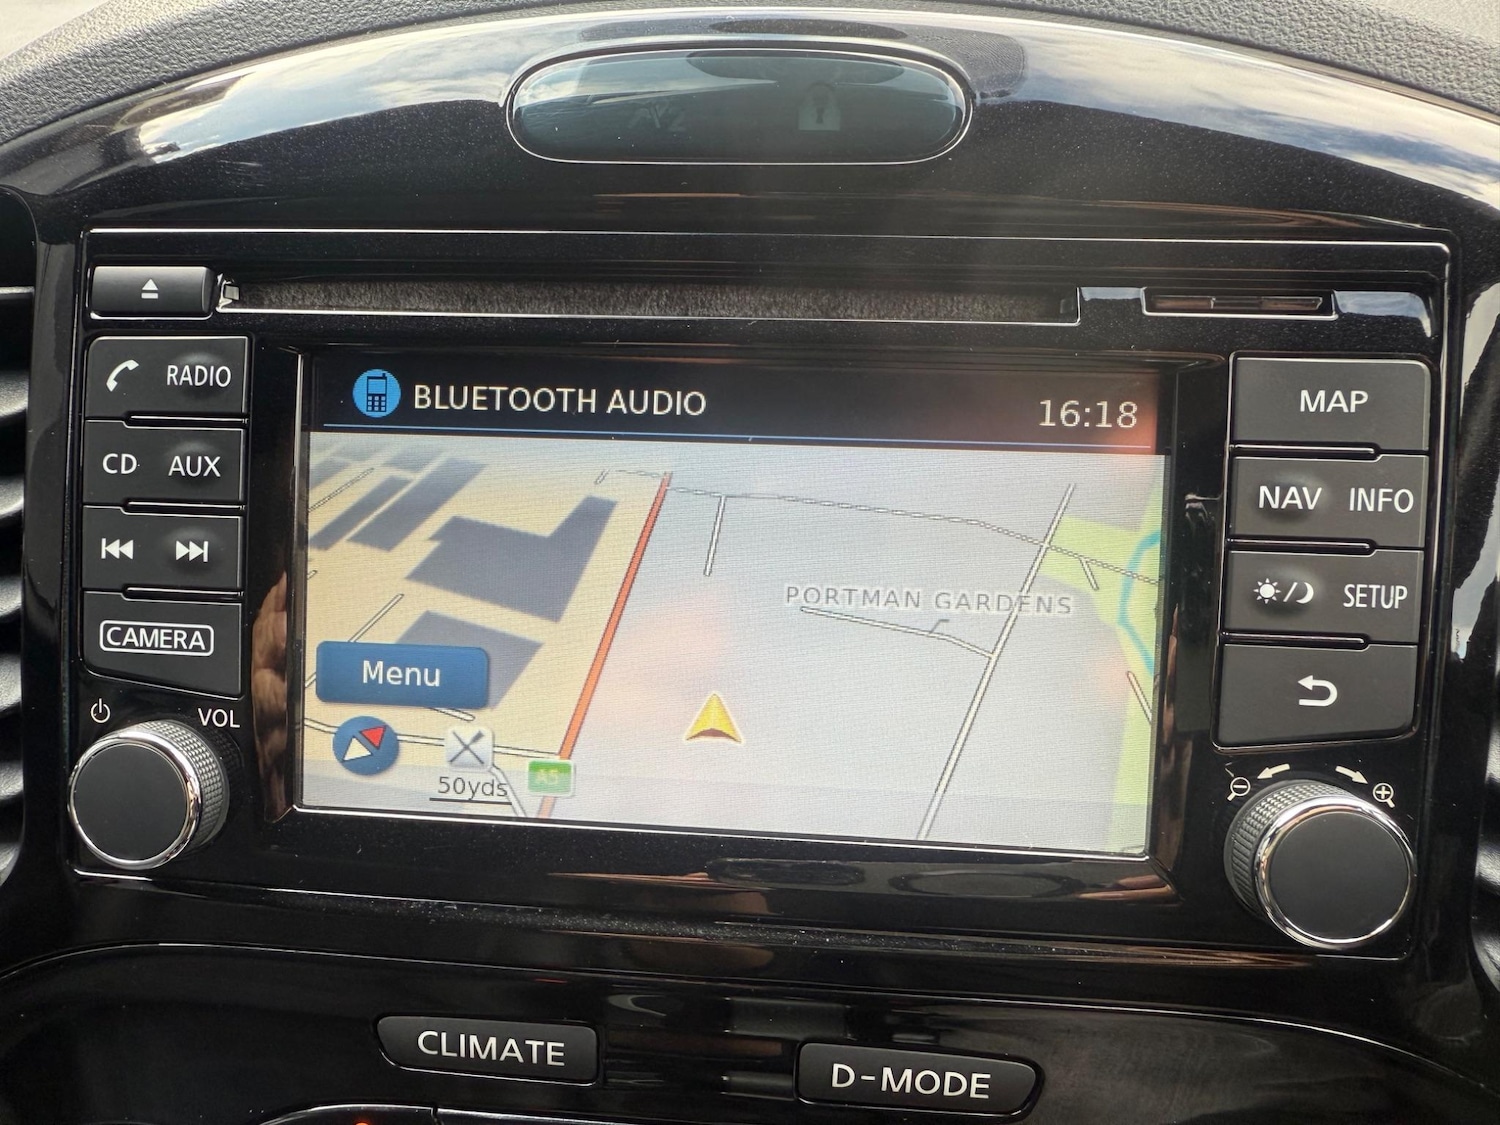 RADIO
CD AUX
CAMERA
VOL
BLUETOOTH AUDIO 16:18
PORTMAN GARDENS
Menu
50yds
A5
MAP
NAV INFO
SETUP
CLIMATE
D-MODE